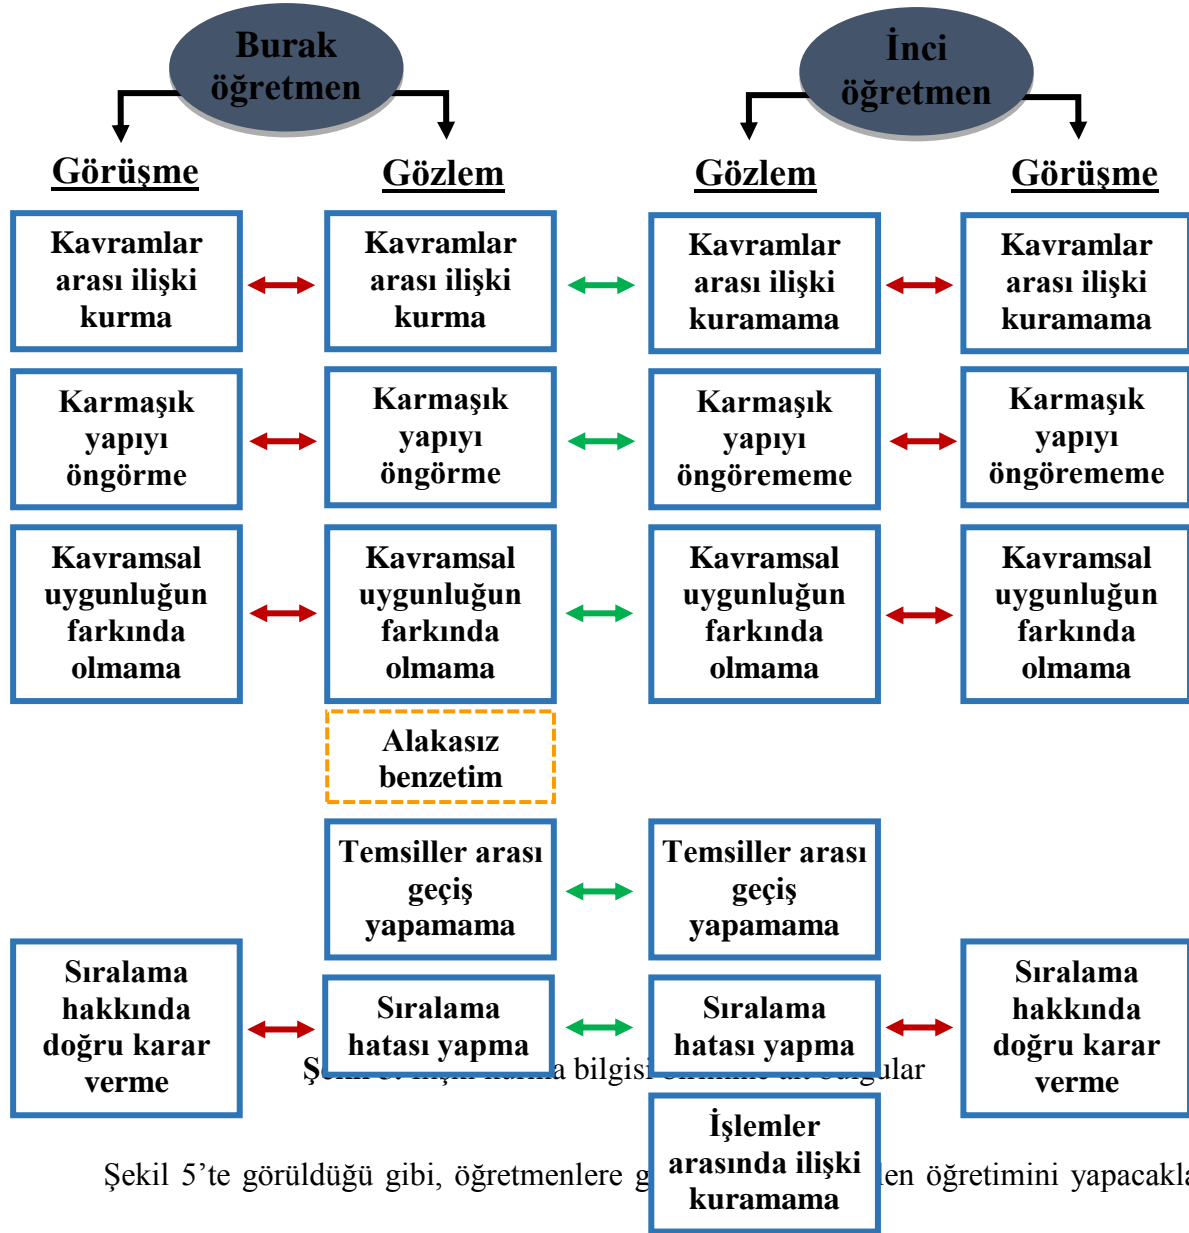 Burak
öğretmen
İnci
öğretmen
Görüşme
Gözlem
Gözlem
Görüşme
Kavramlar
arası ilişki
kurma
Kavramlar
arası ilişki
kurma
Kavramlar
arası ilişki
kuramama
Kavramlar
arası ilişki
kuramama
Karmaşık
yapıyı
öngörme
Karmaşık
yapıyı
öngörme
Karmaşık
yapıyı
öngörememe
Karmaşık
yapıyı
öngörememe
Kavramsal
uygunluğun
farkında
olmama
Kavramsal
uygunluğun
farkında
olmama
Kavramsal
uygunluğun
farkında
olmama
Kavramsal
uygunluğun
farkında
olmama
Alakasız
benzetim
Temsiller arası
geçiş
yapamama
Temsiller arası
geçiş
yapamama
Sıralama
hakkında
doğru karar
verme
Sıralama
hatası yapma
Sıralama
hatası yapma
Sıralama
hakkında
doğru karar
verme
bilgisi
İşlemler
arasında ilişki
kuramama
Şekil 5’te görüldüğü gibi, öğretmenlere öğretimini